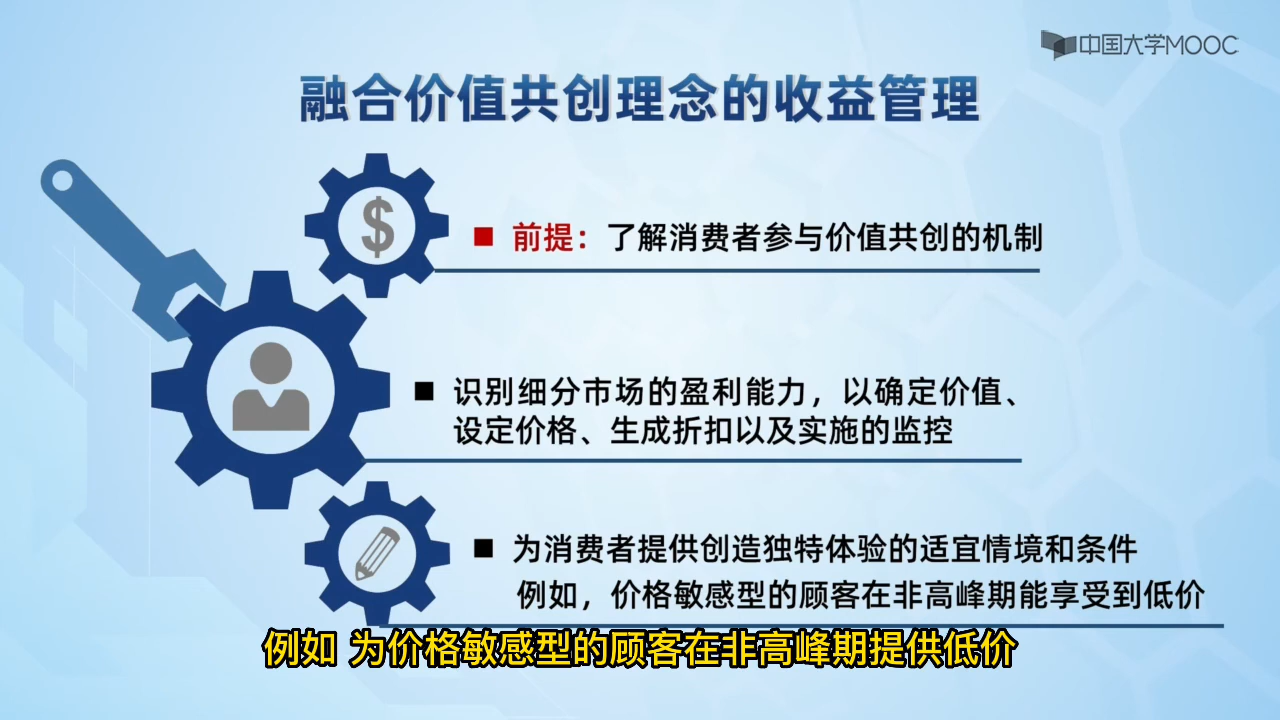 中国大学MOOC
融合价值共创理念的收益管理
$
■ 前提：了解消费者参与价值共创的机制
■ 识别细分市场的盈利能力，以确定价值、
设定价格、生成折扣以及实施的监控
■ 为消费者提供创造独特体验的适宜情境和条件
例如，价格敏感型的顾客在非高峰期能享受到低价
例如 为价格敏感型的顾客在非高峰期提供低价